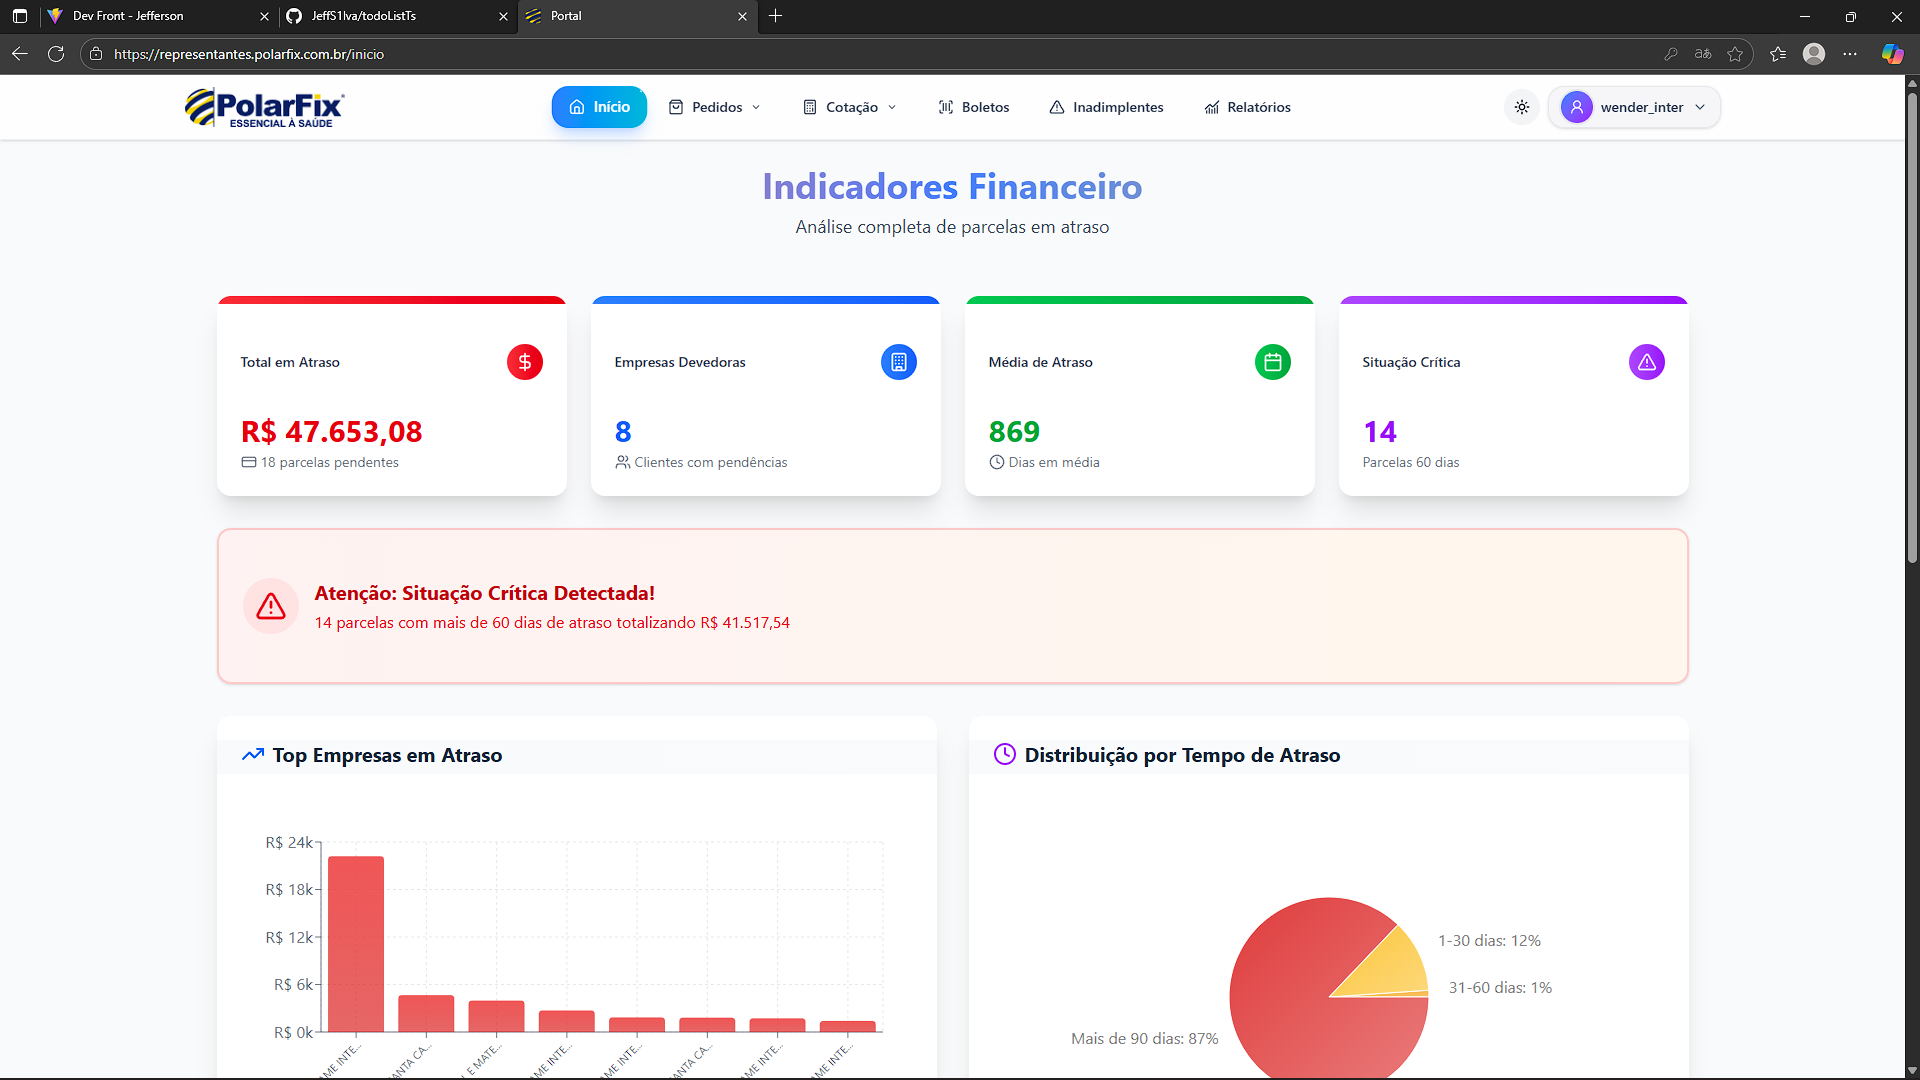 Dev Front - Jefferson
JeffS1lva/todoListTs
Portal
https://representantes.polarfix.com.br/inicio
PolarFix
ESSENCIAL À SAÚDE
Início
Pedidos
Cotação
Boletos
Inadimplentes
Relatórios
wender_inter
Indicadores Financeiro
Análise completa de parcelas em atraso
Total em Atraso
R$ 47.653,08
18 parcelas pendentes
Empresas Devedoras
8
Clientes com pendências
Média de Atraso
869
Dias em média
Situação Crítica
14
Parcelas 60 dias
Atenção: Situação Crítica Detectada!
14 parcelas com mais de 60 dias de atraso totalizando R$ 41.517,54
Top Empresas em Atraso
R$ 24k
R$ 18k
R$ 12k
R$ 6k
R$ 0k
AME INTE...
ANTA CA...
L E MATE...
AME INTE...
AME INTE...
ANTA CA...
AME INTE...
AME INTE...
Distribuição por Tempo de Atraso
1-30 dias: 12%
31-60 dias: 1%
Mais de 90 dias: 87%